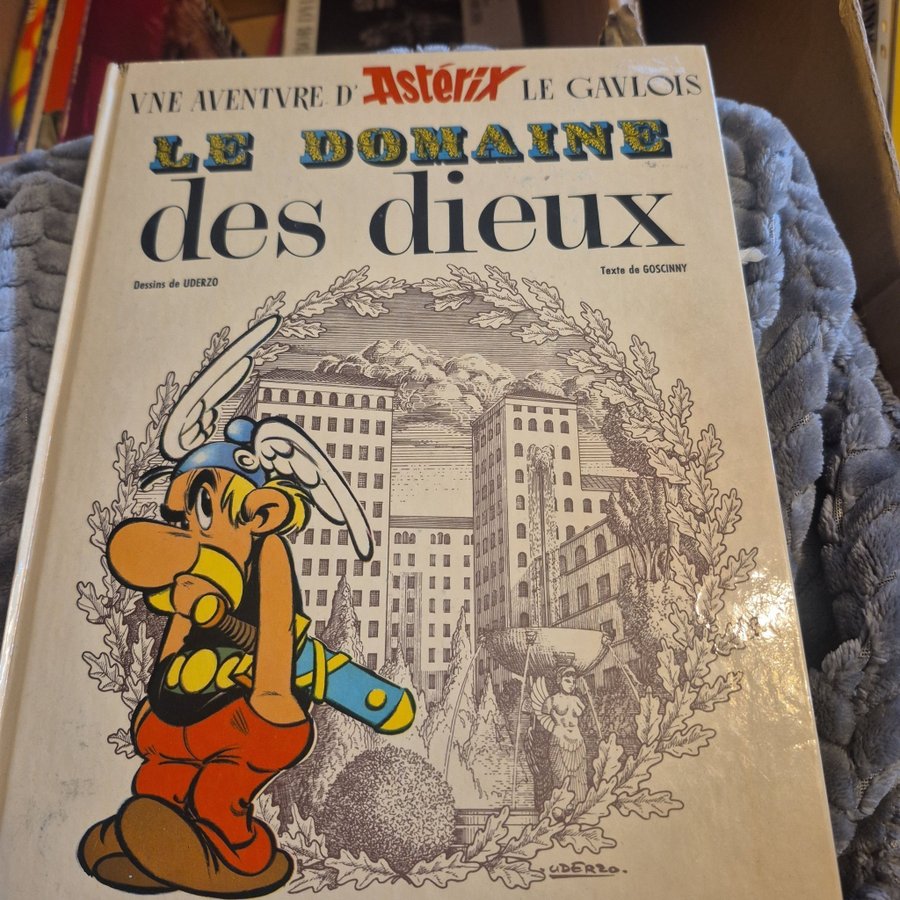 VNE AVENTVRE D'Astérix LE GAVLOIS
LE DOMAINE
des dieux
Dessins de UDERZO
Texte de GOSCINNY
UDERZO.